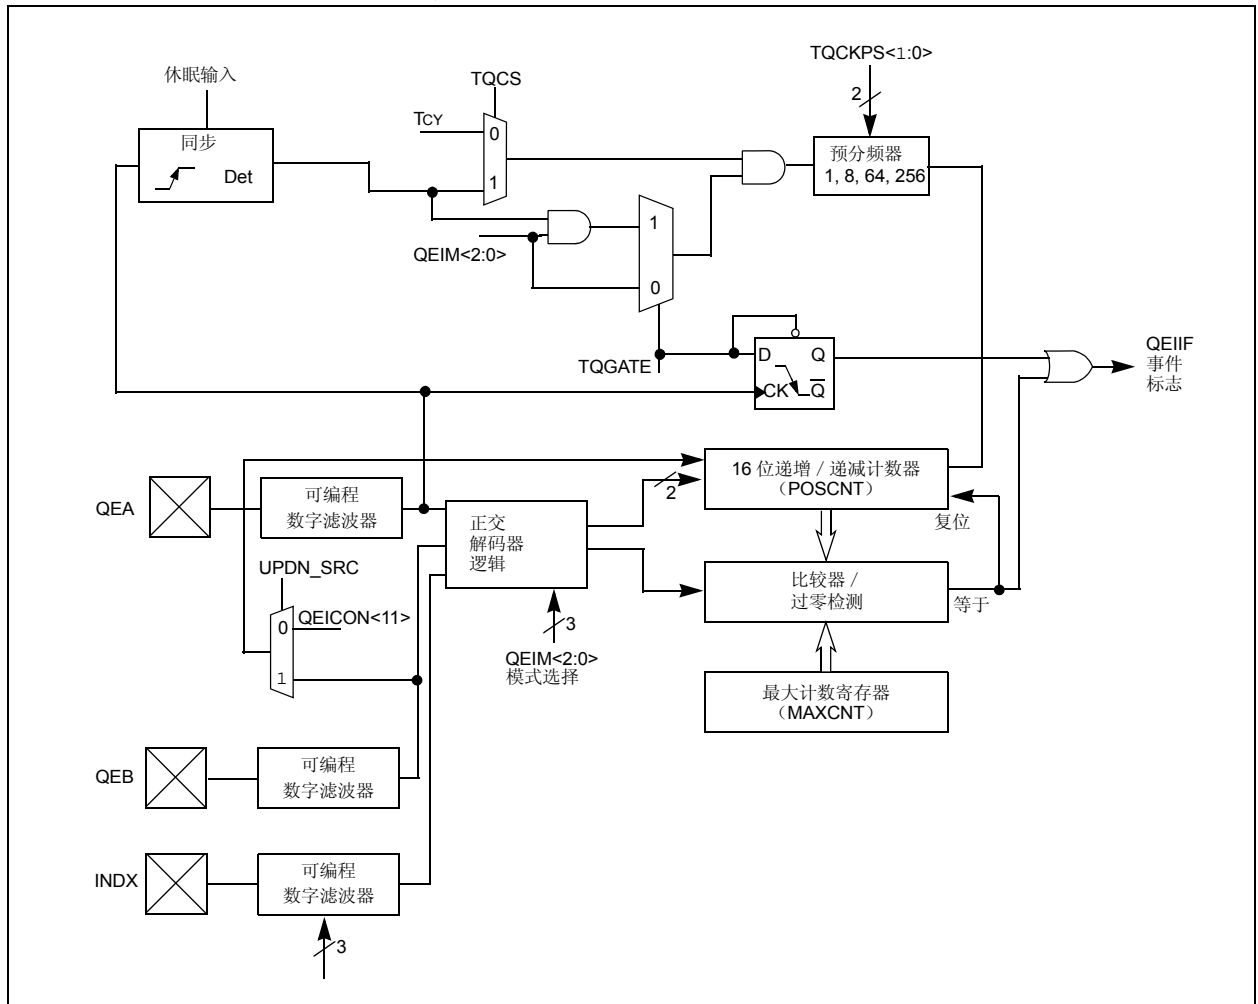 休眠输入
TQCS
TQCKPS<1:0>
2
TCY
0
1
同步
Det
预分频器
1, 8, 64, 256
QEIM<2:0>
1
0
TQGATE
D
Q
CK
Q
QEIIF
事件
标志
QEA
可编程
数字滤波器
正交
解码器
逻辑
2
16 位递增 / 递减计数器
（POSCNT）
复位
UPDN_SRC
0
QEICON<11>
1
3
QEIM<2:0>
模式选择
比较器 /
过零检测
等于
最大计数寄存器
（MAXCNT）
QEB
可编程
数字滤波器
INDX
可编程
数字滤波器
3